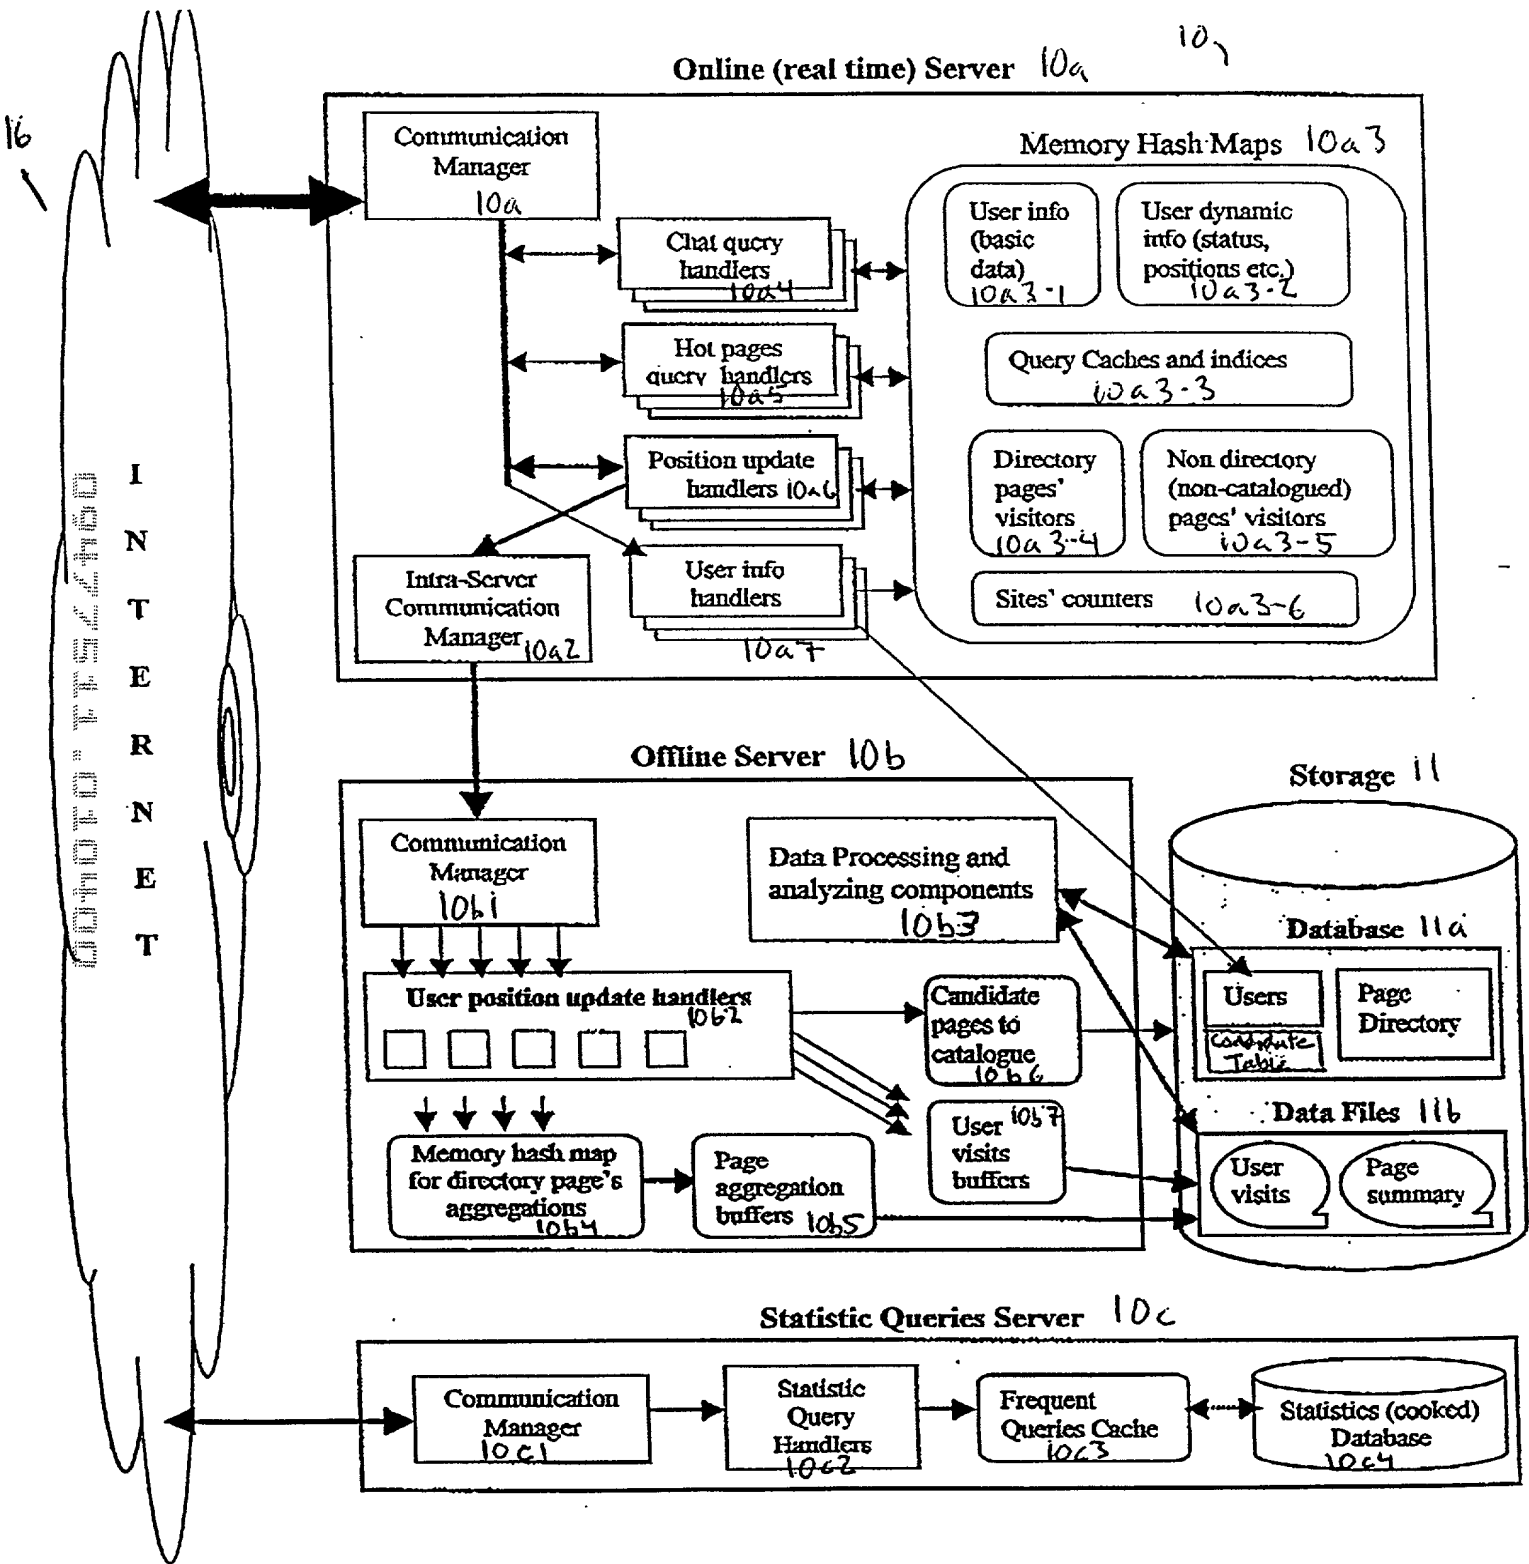 10
Online (real time) Server 10a
16
Communication
Manager
10a
Memory Hash Maps 10a3
User info
(basic
data)
10a3-1
User dynamic
info (status,
positions etc.)
10a3-2
Chat query
handlers
10a4
Hot pages
query handlers
10a5
Query Caches and indices
10a3-3
Position update
handlers 10a6
Directory
pages'
visitors
10a3-4
Non directory
(non-catalogued)
pages' visitors
10a3-5
Intra-Server
Communication
Manager 10a2
User info
handlers
10a7
Sites' counters 10a3-6
I
N
T
E
R
N
E
T
Offline Server 10b
Storage 11
Communication
Manager
10b1
Data Processing and
analyzing components
10b3
Database 11a
User position update handlers
10b2
Candidate
pages to
catalogue
10b6
Users
Candidate
Table
Page
Directory
Data Files 11b
Memory hash map
for directory page's
aggregations
10b4
Page
aggregation
buffers 10b5
User 10b7
visits
buffers
User
visits
Page
summary
Statistic Queries Server 10c
Communication
Manager
10c1
Statistic
Query
Handlers
10c2
Frequent
Queries Cache
10c3
Statistics (cooked)
Database
10c4